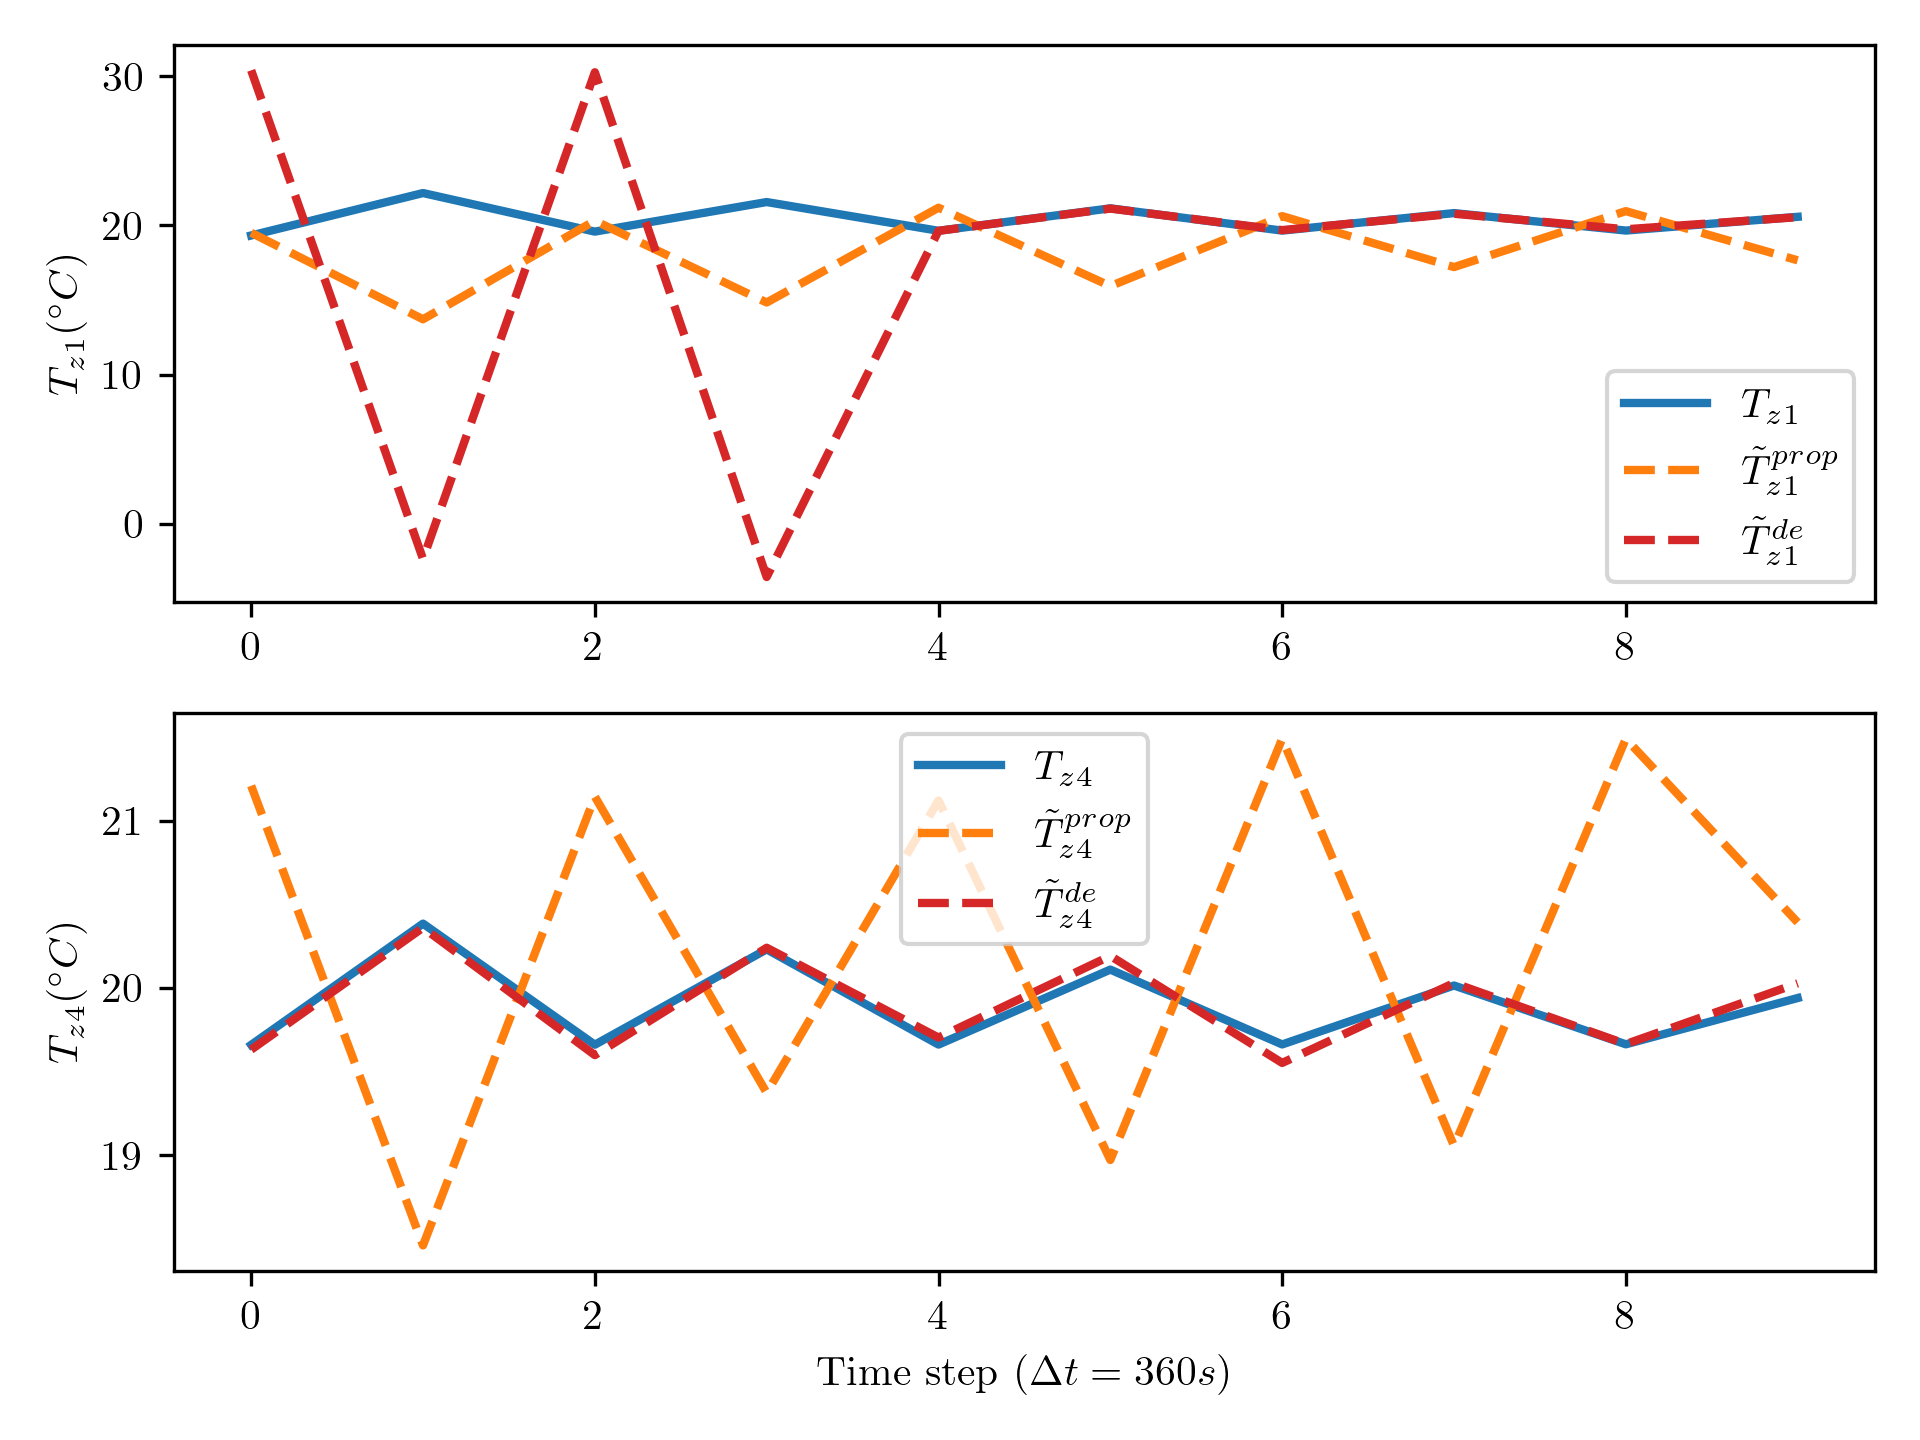 30
20
10
0
T_{z1}(°C)
T_{z1}
T̃_{z1}^{prop}
T̃_{z1}^{de}
0 2 4 6 8
21
20
19
T_{z4}(°C)
T_{z4}
T̃_{z4}^{prop}
T̃_{z4}^{de}
0 2 4 6 8
Time step (Δt = 360s)